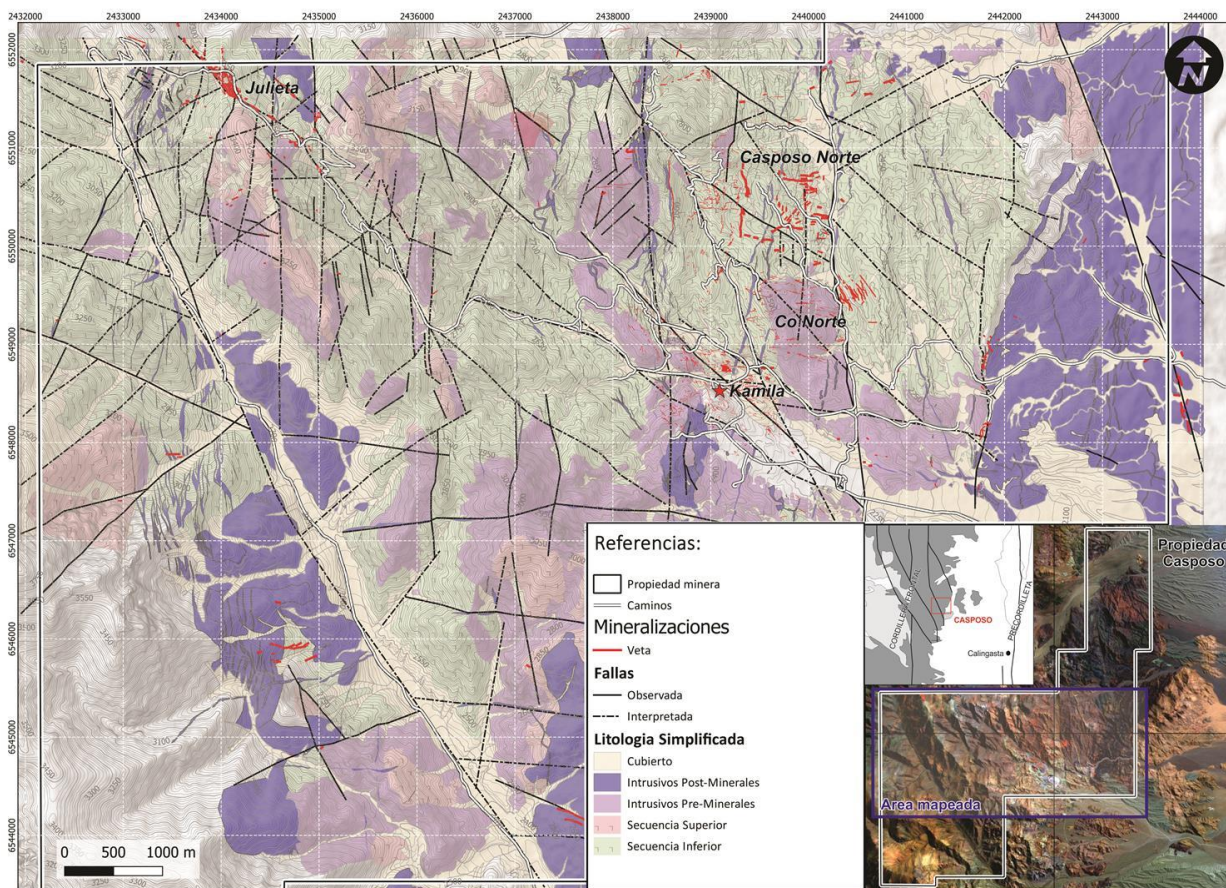 2432000 2433000 2434000 2435000 2436000 2437000 2438000 2439000 2440000 2441000 2442000 2443000 2444000
6552000
6551000
6550000
6549000
6548000
6547000
6546000
6545000
6544000
N
Julieta
Casposo Norte
Co Norte
Kamila
Referencias:
Propiedad minera
Caminos
Mineralizaciones
Veta
Fallas
Observada
Interpretada
Litologia Simplificada
Cubierto
Intrusivos Post-Minerales
Intrusivos Pre-Minerales
Secuencia Superior
Secuencia Inferior
0 500 1000 m
CORDILLERA FRONTAL
PRECORDILLETA
CASPOSO
Calingasta
Propiedad
Casposo
Area mapeada